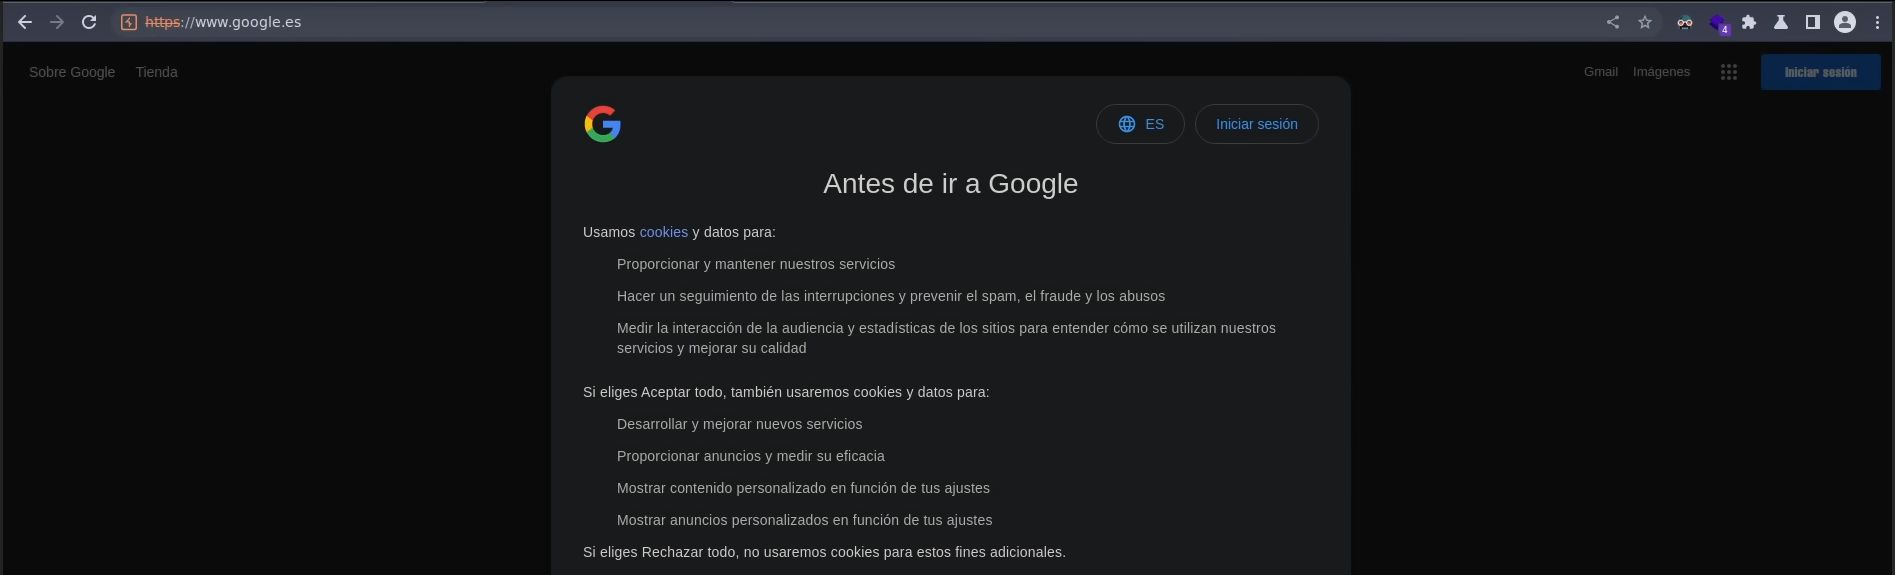 https://www.google.es
4
Sobre Google Tienda
Gmail Imágenes Iniciar sesión
ES Iniciar sesión
Antes de ir a Google
Usamos cookies y datos para:
Proporcionar y mantener nuestros servicios
Hacer un seguimiento de las interrupciones y prevenir el spam, el fraude y los abusos
Medir la interacción de la audiencia y estadísticas de los sitios para entender cómo se utilizan nuestros
servicios y mejorar su calidad
Si eliges Aceptar todo, también usaremos cookies y datos para:
Desarrollar y mejorar nuevos servicios
Proporcionar anuncios y medir su eficacia
Mostrar contenido personalizado en función de tus ajustes
Mostrar anuncios personalizados en función de tus ajustes
Si eliges Rechazar todo, no usaremos cookies para estos fines adicionales.